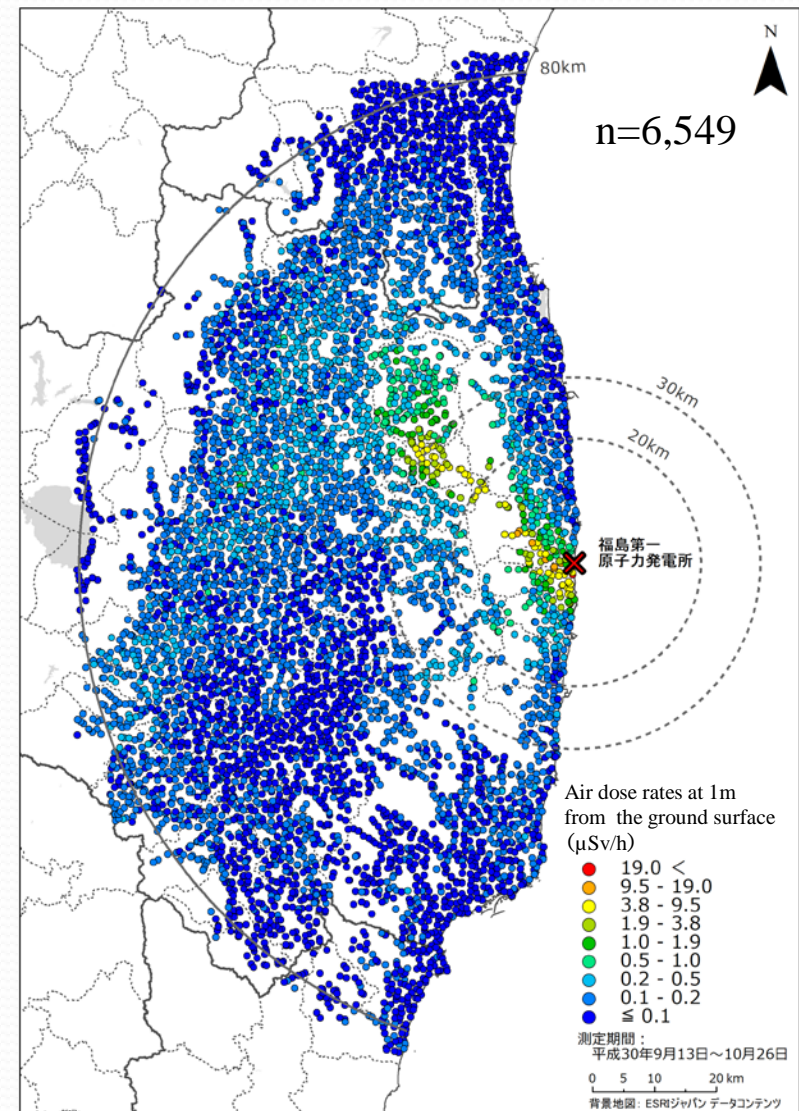 N
80km
n=6,549
30km
20km
福島第一
原子力発電所
Air dose rates at 1m
from the ground surface
(μSv/h)
19.0 <
9.5 - 19.0
3.8 - 9.5
1.9 - 3.8
1.0 - 1.9
0.5 - 1.0
0.2 - 0.5
0.1 - 0.2
≦ 0.1
測定期間：
平成30年9月13日～10月26日
0 5 10 20 km
背景地図: ESRIジャパン データコンテンツ